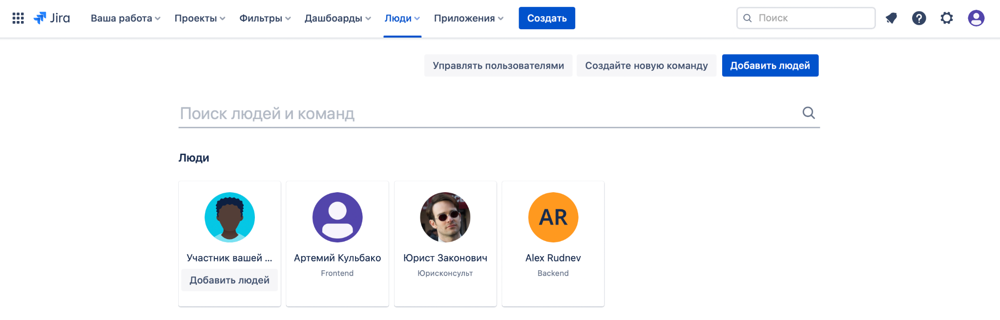 Jira Ваша работа Проекты Фильтры Дашборды Люди Приложения Создать Поиск
Управлять пользователями Создайте новую команду Добавить людей
Поиск людей и команд
Люди
AR
Участник вашей ... Артемий Кульбако Юрист Законович Alex Rudnev
Frontend Юрисконсульт Backend
Добавить людей